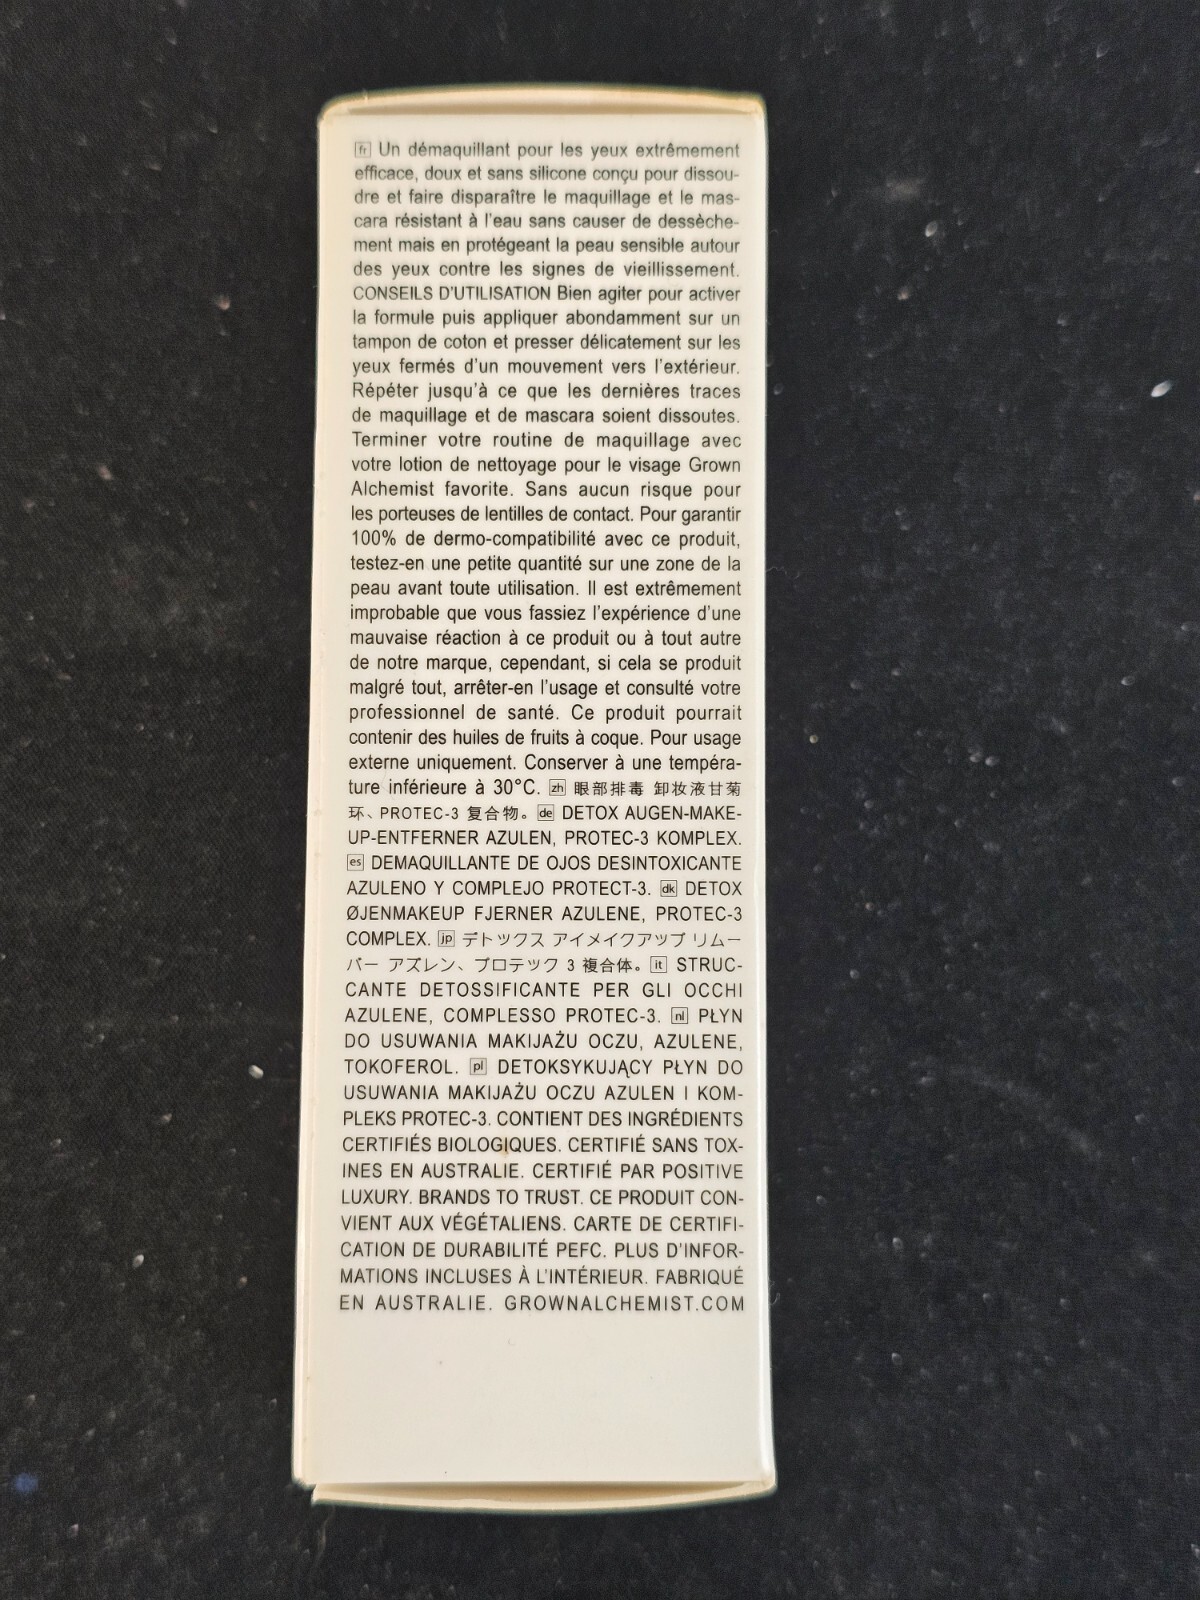 fr Un démaquillant pour les yeux extrêmement
efficace, doux et sans silicone conçu pour dissou-
dre et faire disparaître le maquillage et le mas-
cara résistant à l'eau sans causer de dessèche-
ment mais en protégeant la peau sensible autour
des yeux contre les signes de vieillissement.
CONSEILS D'UTILISATION Bien agiter pour activer
la formule puis appliquer abondamment sur un
tampon de coton et presser délicatement sur les
yeux fermés d'un mouvement vers l'extérieur.
Répéter jusqu'à ce que les dernières traces
de maquillage et de mascara soient dissoutes.
Terminer votre routine de maquillage avec
votre lotion de nettoyage pour le visage Grown
Alchemist favorite. Sans aucun risque pour
les porteuses de lentilles de contact. Pour garantir
100% de dermo-compatibilité avec ce produit,
testez-en une petite quantité sur une zone de la
peau avant toute utilisation. Il est extrêmement
improbable que vous fassiez l'expérience d'une
mauvaise réaction à ce produit ou à tout autre
de notre marque, cependant, si cela se produit
malgré tout, arrêter-en l'usage et consulté votre
professionnel de santé. Ce produit pourrait
contenir des huiles de fruits à coque. Pour usage
externe uniquement. Conserver à une tempéra-
ture inférieure à 30°C. zh 眼部排毒 卸妆液甘菊
环、PROTEC-3 复合物。 de DETOX AUGEN-MAKE-
UP-ENTFERNER AZULEN, PROTEC-3 KOMPLEX.
es DEMAQUILLANTE DE OJOS DESINTOXICANTE
AZULENO Y COMPLEJO PROTECT-3. dk DETOX
ØJENMAKEUP FJERNER AZULENE, PROTEC-3
COMPLEX. jp デトックス アイメイクアップ リムー
バー アズレン、プロテック 3 複合体。 it STRUC-
CANTE DETOSSIFICANTE PER GLI OCCHI
AZULENE, COMPLESSO PROTEC-3. nl PŁYN
DO USUWANIA MAKIJAŻU OCZU, AZULENE,
TOKOFEROL. pl DETOKSYKUJĄCY PŁYN DO
USUWANIA MAKIJAŻU OCZU AZULEN I KOM-
PLEKS PROTEC-3. CONTIENT DES INGRÉDIENTS
CERTIFIÉS BIOLOGIQUES. CERTIFIÉ SANS TOX-
INES EN AUSTRALIE. CERTIFIÉ PAR POSITIVE
LUXURY. BRANDS TO TRUST. CE PRODUIT CON-
VIENT AUX VÉGÉTALIENS. CARTE DE CERTIFI-
CATION DE DURABILITÉ PEFC. PLUS D'INFOR-
MATIONS INCLUSES À L'INTÉRIEUR. FABRIQUÉ
EN AUSTRALIE. GROWNALCHEMIST.COM